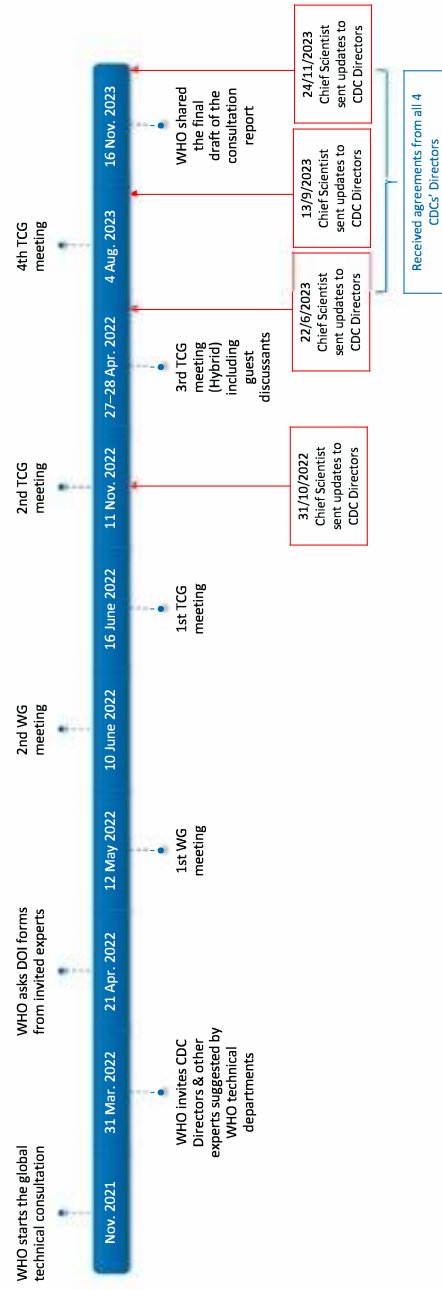 WHO starts the global
technical consultation
WHO asks DOI forms
from invited experts
2nd WG
meeting
2nd TCG
meeting
4th TCG
meeting
Nov. 2021
31 Mar. 2022
21 Apr. 2022
12 May 2022
10 June 2022
16 June 2022
11 Nov. 2022
27–28 Apr. 2022
4 Aug. 2023
16 Nov. 2023
WHO invites CDC
Directors & other
experts suggested by
WHO technical
departments
1st WG
meeting
1st TCG
meeting
3rd TCG
meeting
(Hybrid)
including
guest
discussants
WHO shared
the final
draft of the
consultation
report
31/10/2022
Chief Scientist
sent updates to
CDC Directors
22/6/2023
Chief Scientist
sent updates to
CDC Directors
13/9/2023
Chief Scientist
sent updates to
CDC Directors
24/11/2023
Chief Scientist
sent updates to
CDC Directors
Received agreements from all 4
CDCs’ Directors